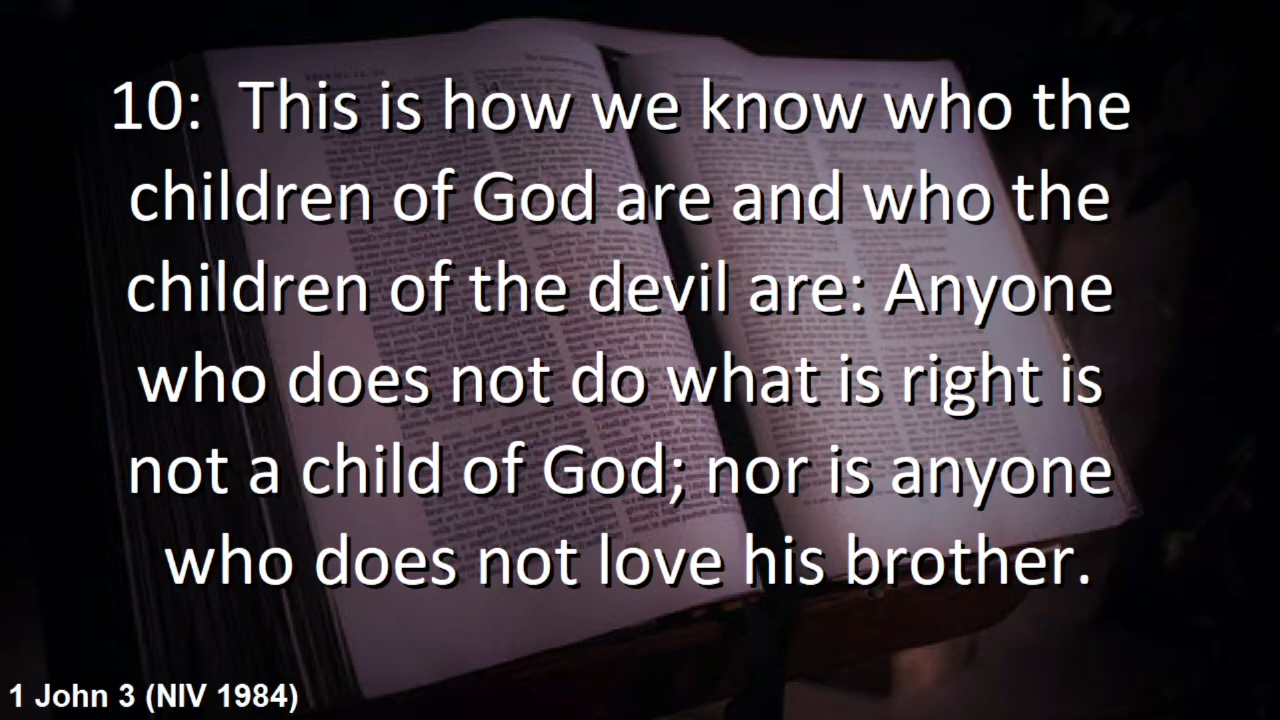 10:  This is how we know who the
children of God are and who the
children of the devil are: Anyone
who does not do what is right is
not a child of God; nor is anyone
who does not love his brother.
1 John 3 (NIV 1984)